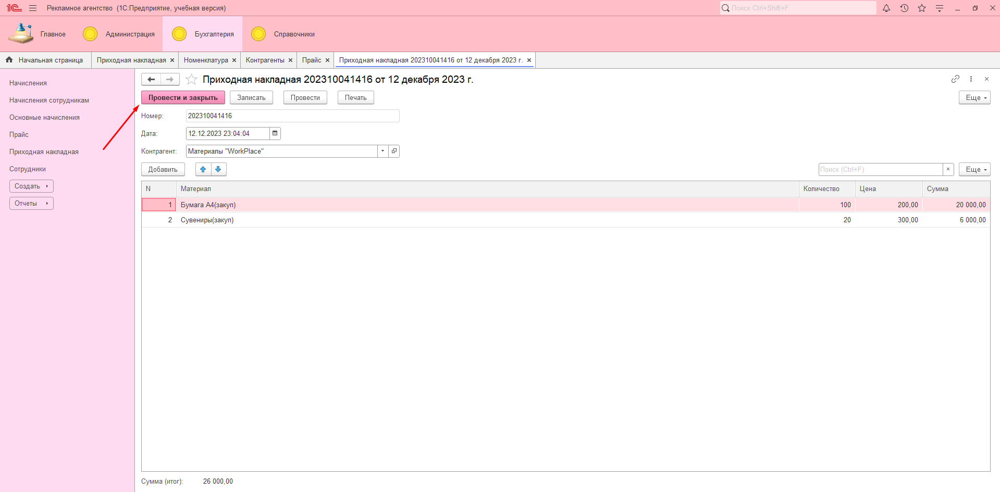 1С Рекламное агентство (1С:Предприятие, учебная версия) Поиск Ctrl+Shift+F
Главное Администрация Бухгалтерия Справочники
Начальная страница Приходная накладная Номенклатура Контрагенты Прайс Приходная накладная 202310041416 от 12 декабря 2023 г.
Начисления
Начисления сотрудникам
Основные начисления
Прайс
Приходная накладная
Сотрудники
Создать
Отчеты
Приходная накладная 202310041416 от 12 декабря 2023 г.
Провести и закрыть Записать Провести Печать Еще
Номер: 202310041416
Дата: 12.12.2023 23:04:04
Контрагент: Материалы "WorkPlace"
Добавить Поиск (Ctrl+F) Еще
N Материал Количество Цена Сумма
1 Бумага А4(закуп) 100 200,00 20 000,00
2 Сувениры(закуп) 20 300,00 6 000,00
Сумма (итог): 26 000,00